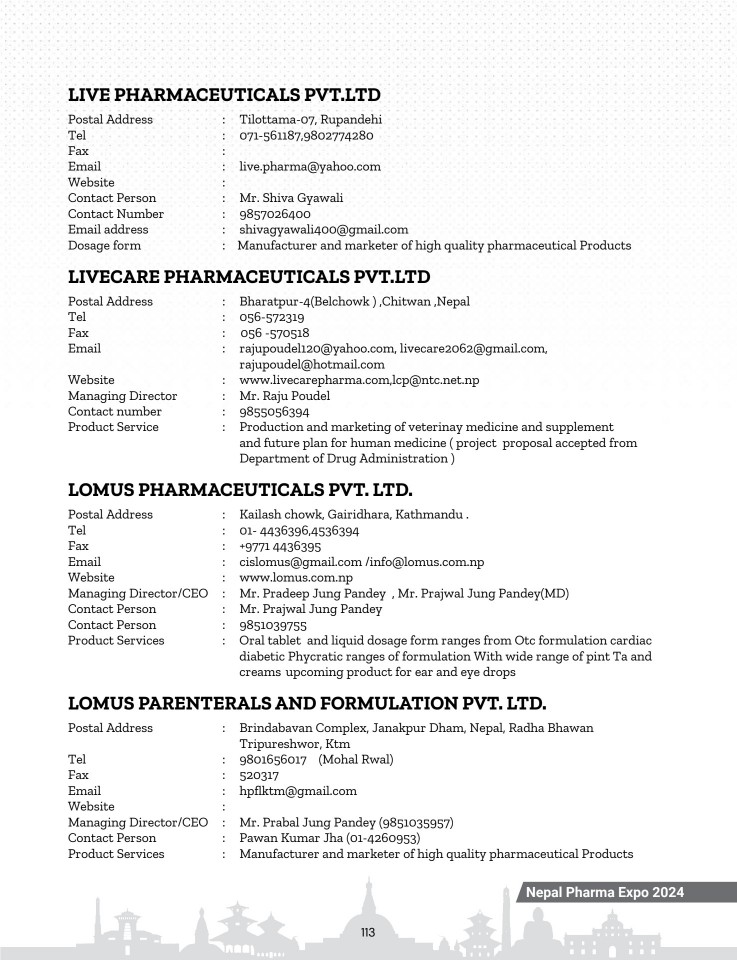 LIVE PHARMACEUTICALS PVT.LTD
Postal Address : Tilottama-07, Rupandehi
Tel : 071-561187,9802774280
Fax :
Email : live.pharma@yahoo.com
Website :
Contact Person : Mr. Shiva Gyawali
Contact Number : 9857026400
Email address : shivagyawali400@gmail.com
Dosage form : Manufacturer and marketer of high quality pharmaceutical Products
LIVECARE PHARMACEUTICALS PVT.LTD
Postal Address : Bharatpur-4(Belchowk ) ,Chitwan ,Nepal
Tel : 056-572319
Fax : 056 -570518
Email : rajupoudel120@yahoo.com, livecare2062@gmail.com,
rajupoudel@hotmail.com
Website : www.livecarepharma.com,lcp@ntc.net.np
Managing Director : Mr. Raju Poudel
Contact number : 9855056394
Product Service : Production and marketing of veterinay medicine and supplement
and future plan for human medicine ( project proposal accepted from
Department of Drug Administration )
LOMUS PHARMACEUTICALS PVT. LTD.
Postal Address : Kailash chowk, Gairidhara, Kathmandu .
Tel : 01- 4436396,4536394
Fax : +9771 4436395
Email : cislomus@gmail.com /info@lomus.com.np
Website : www.lomus.com.np
Managing Director/CEO : Mr. Pradeep Jung Pandey , Mr. Prajwal Jung Pandey(MD)
Contact Person : Mr. Prajwal Jung Pandey
Contact Person : 9851039755
Product Services : Oral tablet and liquid dosage form ranges from Otc formulation cardiac
diabetic Phycratic ranges of formulation With wide range of pint Ta and
creams upcoming product for ear and eye drops
LOMUS PARENTERALS AND FORMULATION PVT. LTD.
Postal Address : Brindabavan Complex, Janakpur Dham, Nepal, Radha Bhawan
Tripureshwor, Ktm
Tel : 9801656017 (Mohal Rwal)
Fax : 520317
Email : hpflktm@gmail.com
Website :
Managing Director/CEO : Mr. Prabal Jung Pandey (9851035957)
Contact Person : Pawan Kumar Jha (01-4260953)
Product Services : Manufacturer and marketer of high quality pharmaceutical Products
Nepal Pharma Expo 2024
113